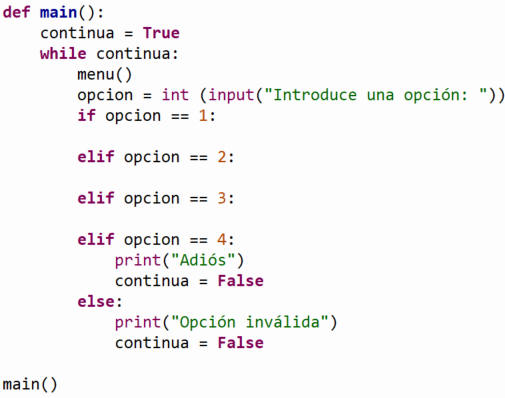 def main():
    continua = True
    while continua:
        menu()
        opcion = int (input("Introduce una opción: "))
        if opcion == 1:
        elif opcion == 2:
        elif opcion == 3:
        elif opcion == 4:
            print("Adiós")
            continua = False
        else:
            print("Opción inválida")
            continua = False
main()